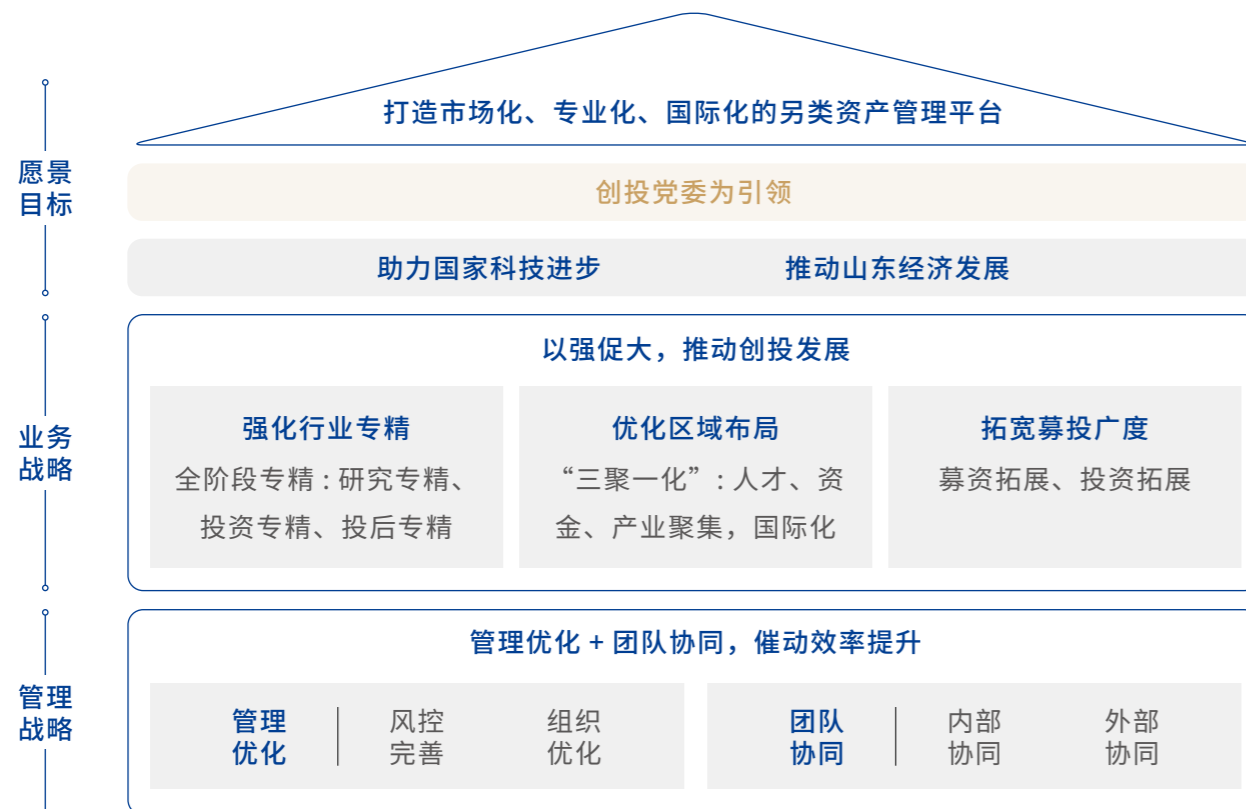 打造市场化、专业化、国际化的另类资产管理平台
愿景
目标
创投党委为引领
助力国家科技进步
推动山东经济发展
业务
战略
以强促大，推动创投发展
强化行业专精
全阶段专精：研究专精、
投资专精、投后专精
优化区域布局
“三聚一化”：人才、资
金、产业聚集，国际化
拓宽募投广度
募资拓展、投资拓展
管理
战略
管理优化 + 团队协同，催动效率提升
管理
优化
风控
完善
组织
优化
团队
协同
内部
协同
外部
协同